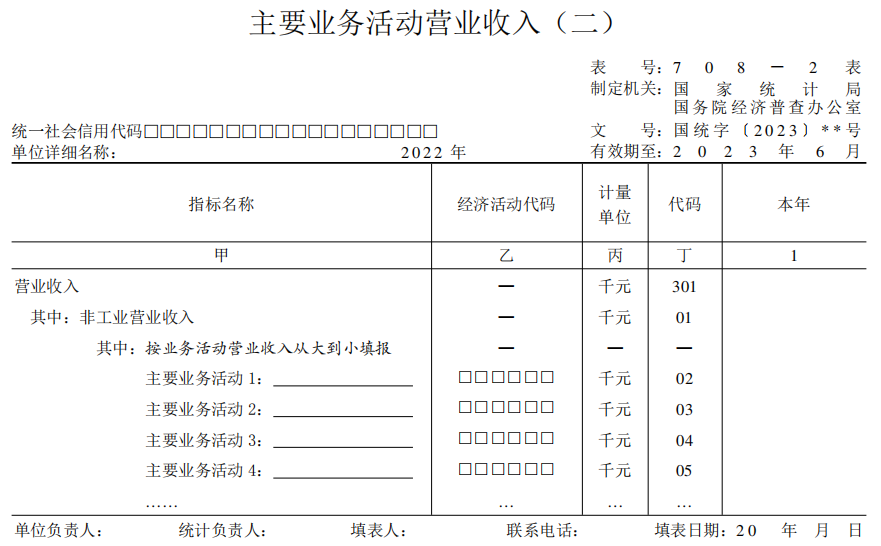 主要业务活动营业收入（二）
表 号：7 0 8 － 2 表
制定机关：国 家 统 计 局
国务院经济普查办公室
统一社会信用代码□□□□□□□□□□□□□□□□□□ 文 号：国统字〔2023〕**号
单位详细名称： 2022 年 有效期至：2 0 2 3 年 6 月
指标名称 经济活动代码 计量单位 代码 本年
甲 乙 丙 丁 1
营业收入 — 千元 301
其中：非工业营业收入 — 千元 01
其中：按业务活动营业收入从大到小填报 — — —
主要业务活动 1：______________ □□□□□□ 千元 02
主要业务活动 2：______________ □□□□□□ 千元 03
主要业务活动 3：______________ □□□□□□ 千元 04
主要业务活动 4：______________ □□□□□□ 千元 05
…… … … …
单位负责人： 统计负责人： 填表人： 联系电话： 填表日期：20 年 月 日